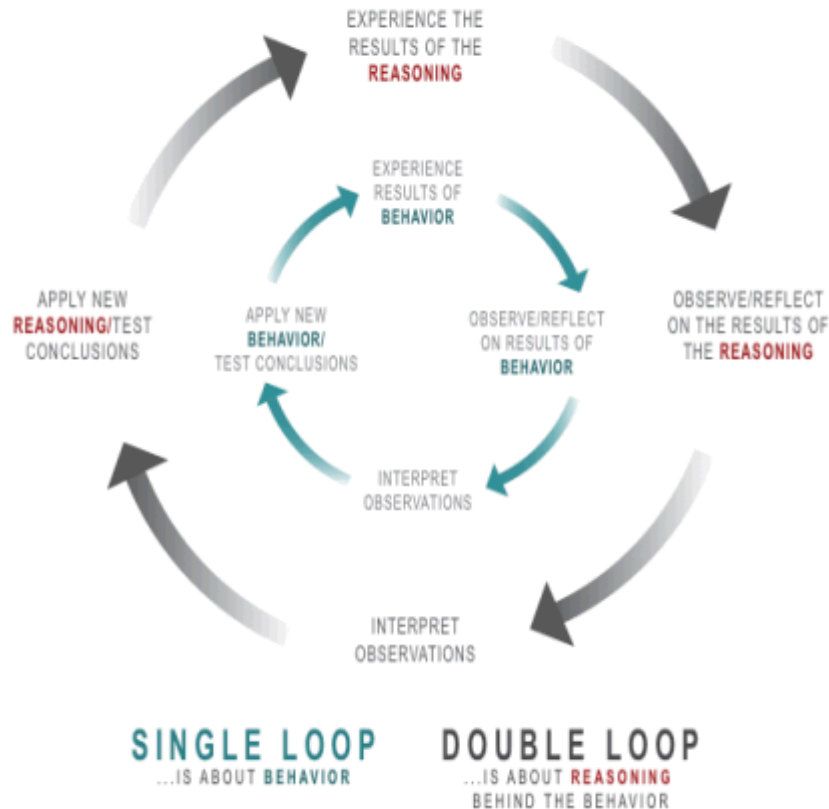 EXPERIENCE THE
RESULTS OF THE
REASONING
EXPERIENCE
RESULTS OF
BEHAVIOR
APPLY NEW
REASONING/TEST
CONCLUSIONS
APPLY NEW
BEHAVIOR/
TEST CONCLUSIONS
OBSERVE/REFLECT
ON RESULTS OF
BEHAVIOR
OBSERVE/REFLECT
ON THE RESULTS OF
THE REASONING
INTERPRET
OBSERVATIONS
INTERPRET
OBSERVATIONS
SINGLE LOOP
...IS ABOUT BEHAVIOR
DOUBLE LOOP
...IS ABOUT REASONING
BEHIND THE BEHAVIOR